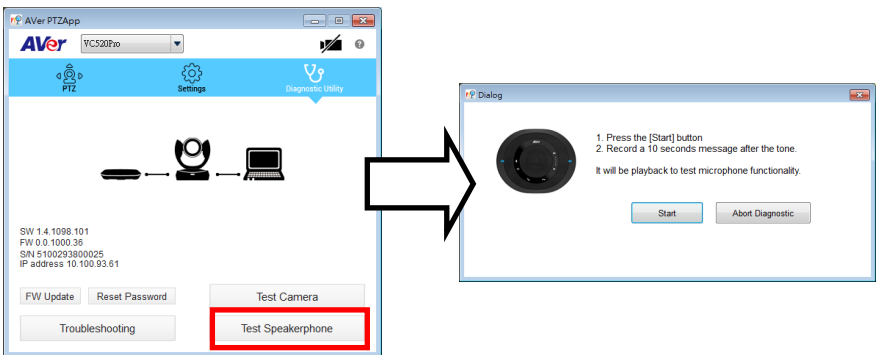 AVer PTZApp
AVer
VC520Pro
PTZ
Settings
Diagnostic Utility
SW 1.4.1098.101
FW 0.0.1000.36
S/N 5100293800025
IP address 10.100.93.61
FW Update
Reset Password
Test Camera
Troubleshooting
Test Speakerphone
Dialog
1. Press the [Start] button
2. Record a 10 seconds message after the tone.
It will be playback to test microphone functionality.
Start
Abort Diagnostic